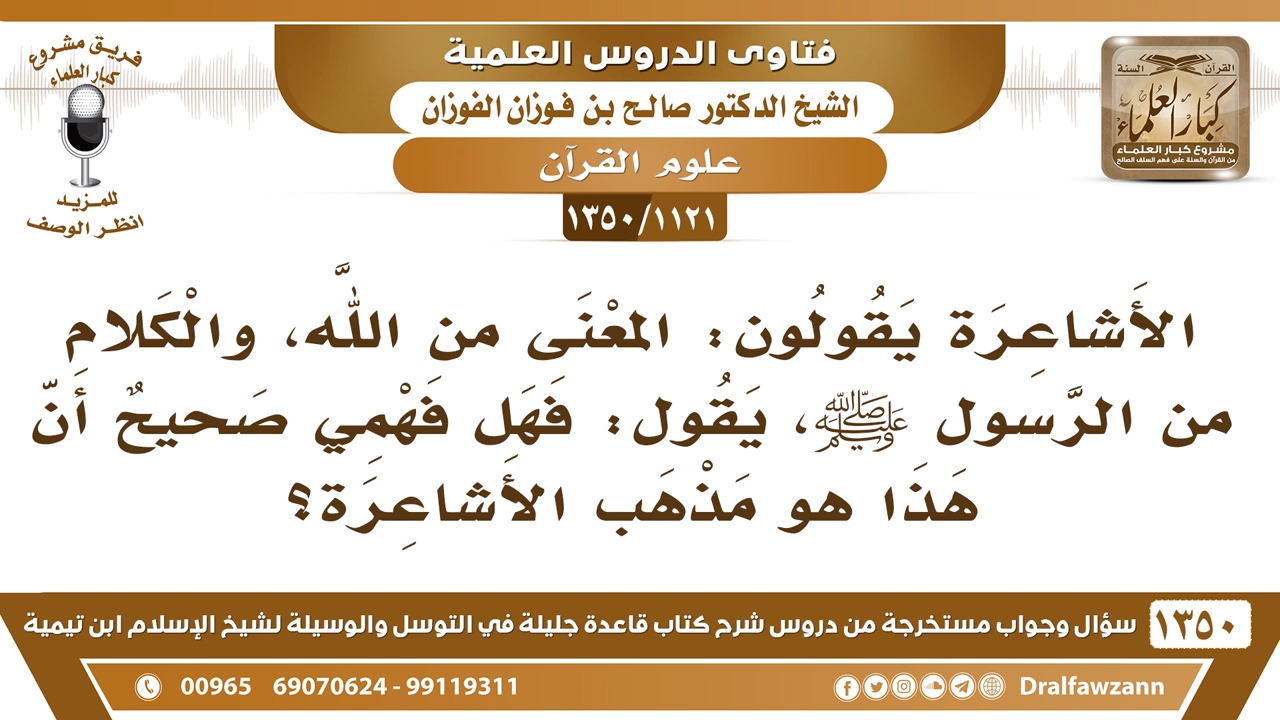 فتاوى الدروس العلمية
الشيخ الدكتور صالح بن فوزان الفوزان
علوم القرآن
١٣٥٠/١١٢١
فريق مشروع
كبار العلماء
للمزيد
انظر الوصف
القرآن السنة
كبار العلماء
مشروع كبار العلماء
من القرآن والسنة على فهم السلف الصالح
الأَشاعِرَة يَقُولُون: المَعْنَى من اللَّه، والْكَلام
من الرَّسول ﷺ، يَقُول: فَهَل فَهْمِي صَحيحٌ أَنّ
هَذَا هو مَذْهَب الأَشاعِرَة؟
١٣٥٠ سؤال وجواب مستخرجة من دروس شرح كتاب قاعدة جليلة في التوسل والوسيلة لشيخ الإسلام ابن تيمية
00965 69070624 - 99119311
Dralfawzann